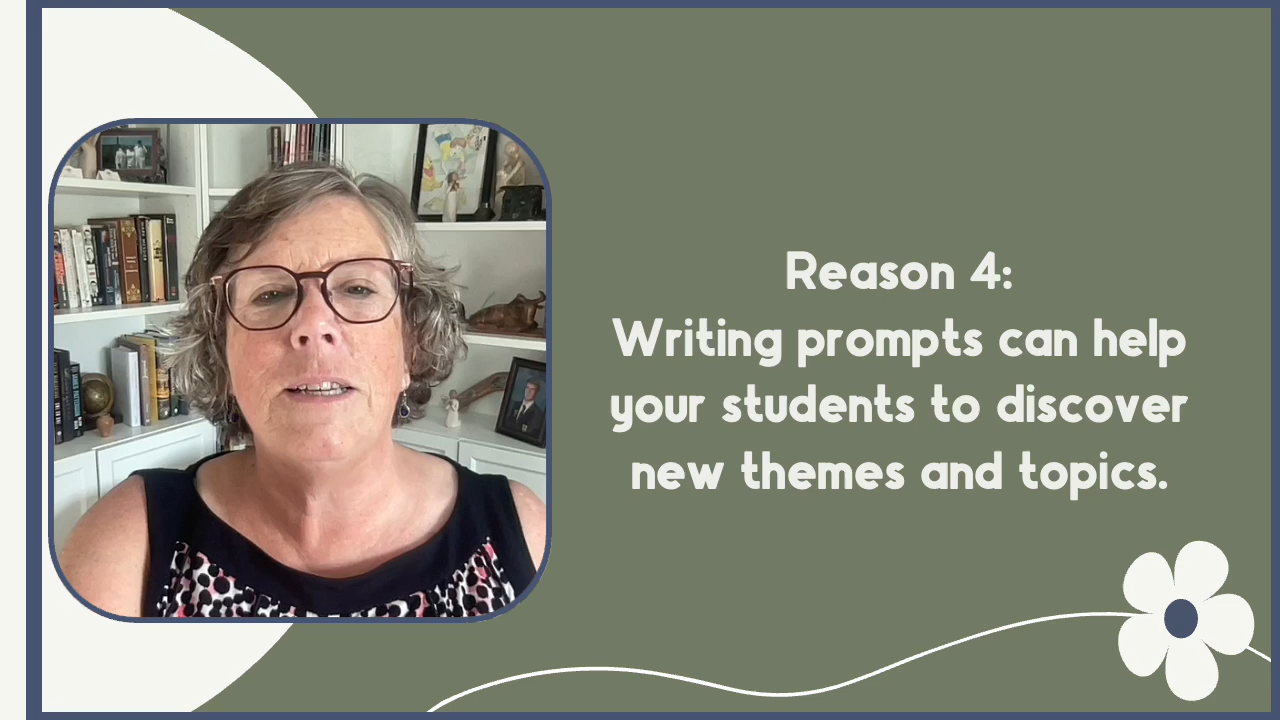 Reason 4:
Writing prompts can help
your students to discover
new themes and topics.